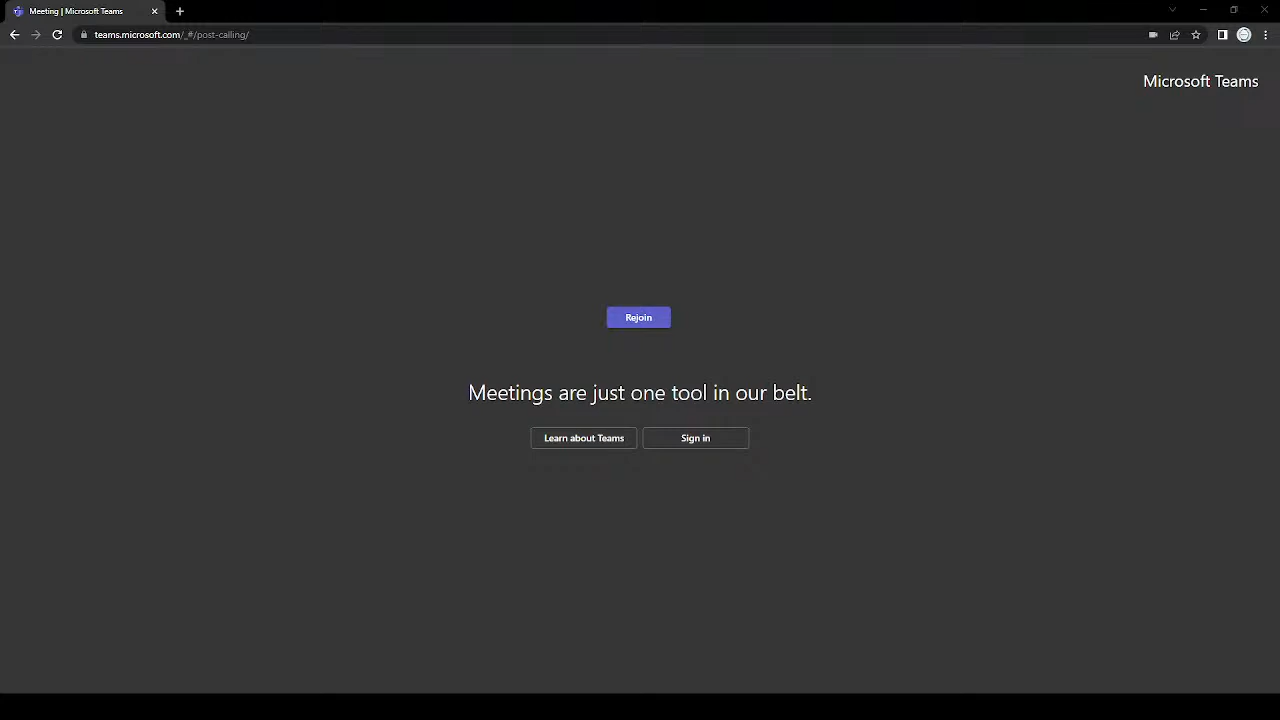 Meeting | Microsoft Teams
teams.microsoft.com/_#/post-calling/
Microsoft Teams
Rejoin
Meetings are just one tool in our belt.
Learn about Teams
Sign in